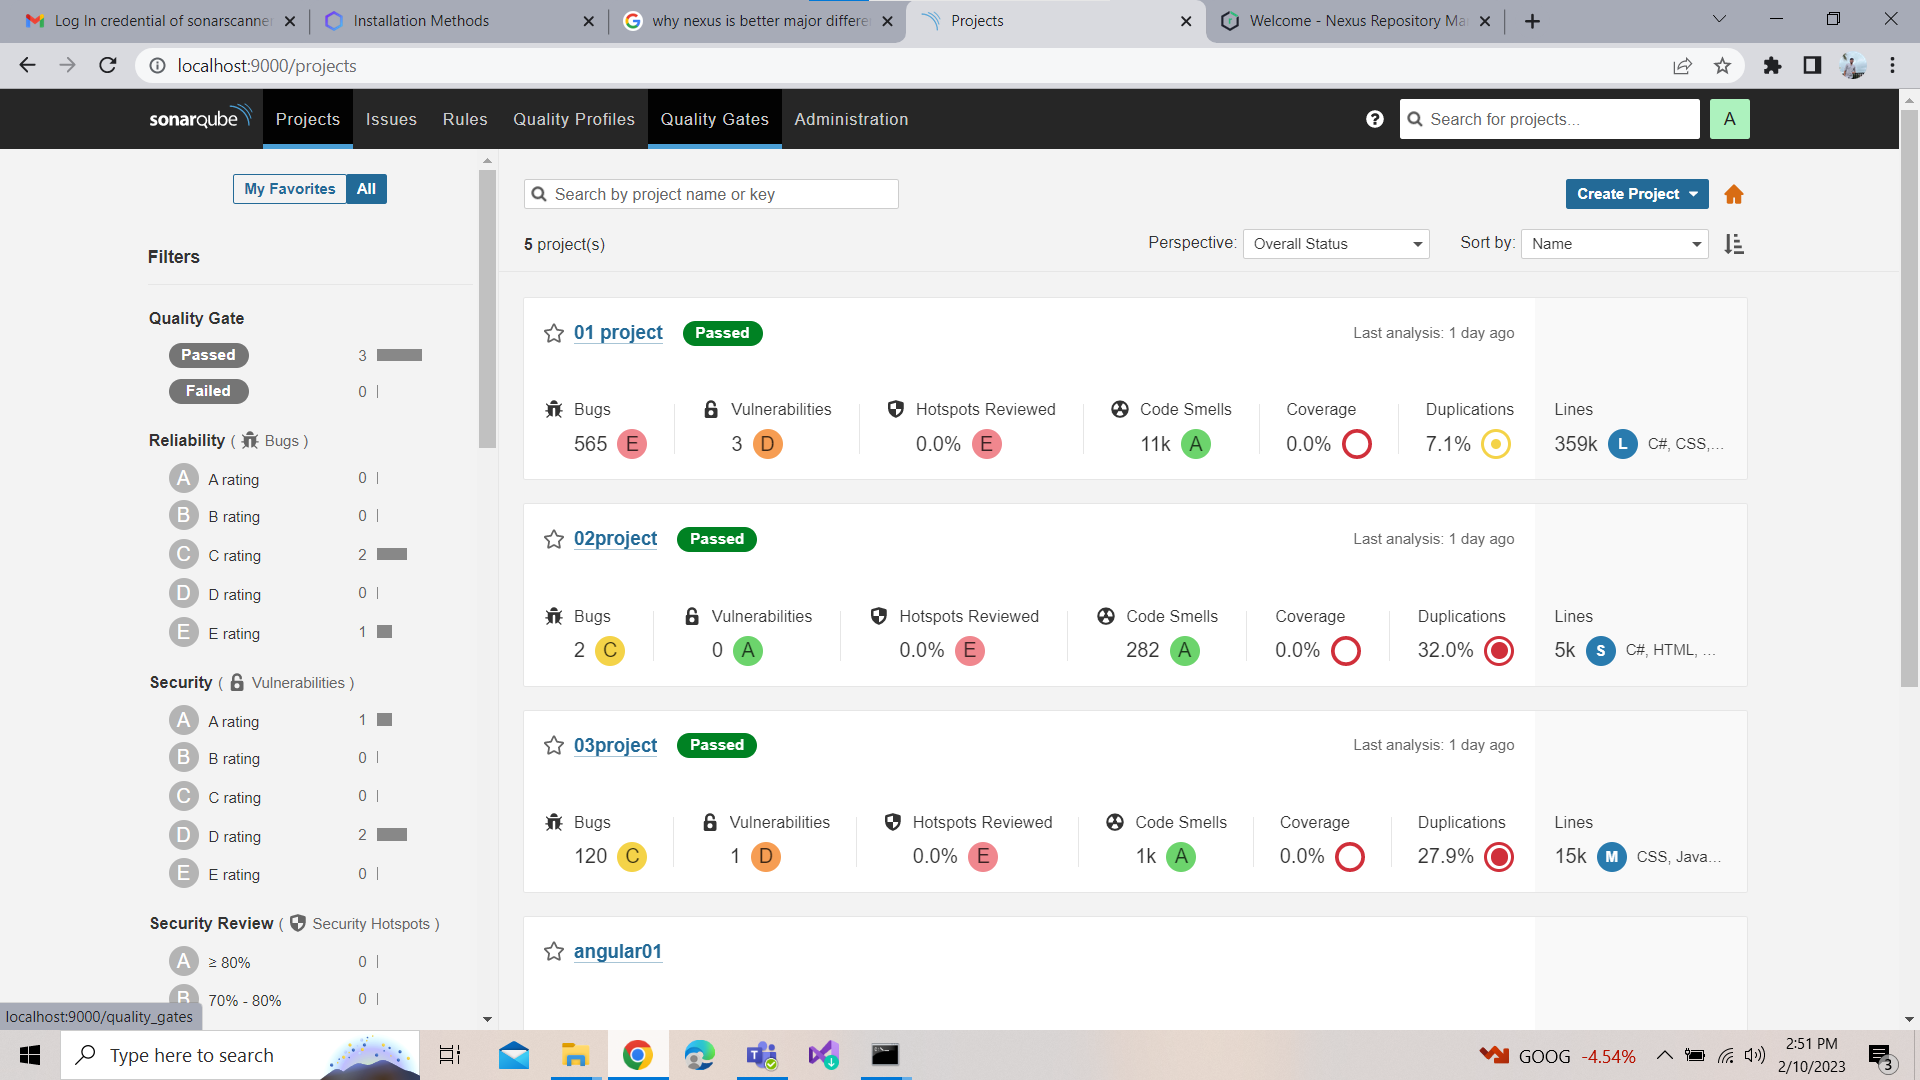 Log In credential of sonarscanner
Installation Methods
why nexus is better major differe
Projects
Welcome - Nexus Repository Ma
localhost:9000/projects
sonarqube
Projects
Issues
Rules
Quality Profiles
Quality Gates
Administration
Search for projects...
A
My Favorites
All
Search by project name or key
Create Project
5 project(s)
Perspective:
Overall Status
Sort by:
Name
Filters
Quality Gate
Passed 3
Failed 0
Reliability ( Bugs )
A A rating 0
B B rating 0
C C rating 2
D D rating 0
E E rating 1
Security ( Vulnerabilities )
A A rating 1
B B rating 0
C C rating 0
D D rating 2
E E rating 0
Security Review ( Security Hotspots )
A ≥ 80% 0
B 70% - 80% 0
01 project Passed Last analysis: 1 day ago
Bugs Vulnerabilities Hotspots Reviewed Code Smells Coverage Duplications Lines
565 E 3 D 0.0% E 11k A 0.0% 7.1% 359k L C#, CSS,...
02project Passed Last analysis: 1 day ago
Bugs Vulnerabilities Hotspots Reviewed Code Smells Coverage Duplications Lines
2 C 0 A 0.0% E 282 A 0.0% 32.0% 5k S C#, HTML, ...
03project Passed Last analysis: 1 day ago
Bugs Vulnerabilities Hotspots Reviewed Code Smells Coverage Duplications Lines
120 C 1 D 0.0% E 1k A 0.0% 27.9% 15k M CSS, Java...
angular01
localhost:9000/quality_gates
Type here to search
GOOG -4.54%
2:51 PM
2/10/2023
3